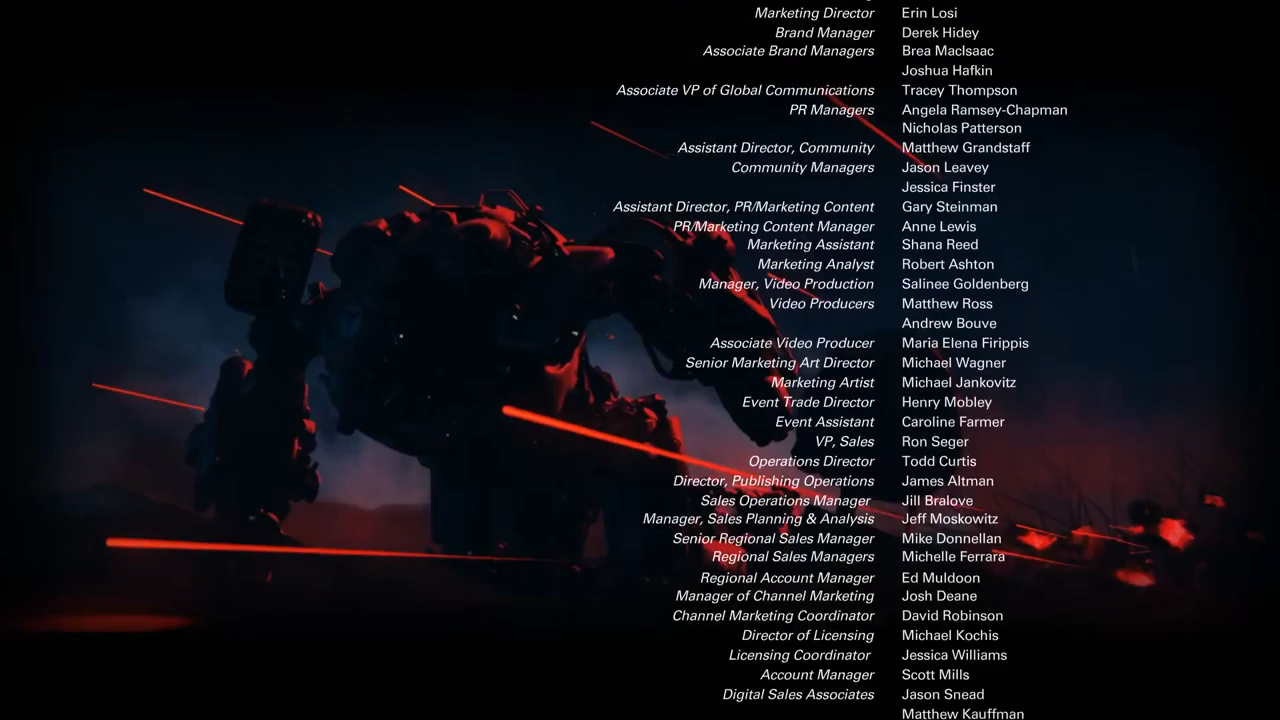 Marketing Director Erin Losi
Brand Manager Derek Hidey
Associate Brand Managers Brea MacIsaac
Joshua Hafkin
Associate VP of Global Communications Tracey Thompson
PR Managers Angela Ramsey-Chapman
Nicholas Patterson
Assistant Director, Community Matthew Grandstaff
Community Managers Jason Leavey
Jessica Finster
Assistant Director, PR/Marketing Content Gary Steinman
PR/Marketing Content Manager Anne Lewis
Marketing Assistant Shana Reed
Marketing Analyst Robert Ashton
Manager, Video Production Salinee Goldenberg
Video Producers Matthew Ross
Andrew Bouve
Associate Video Producer Maria Elena Firippis
Senior Marketing Art Director Michael Wagner
Marketing Artist Michael Jankovitz
Event Trade Director Henry Mobley
Event Assistant Caroline Farmer
VP, Sales Ron Seger
Operations Director Todd Curtis
Director, Publishing Operations James Altman
Sales Operations Manager Jill Bralove
Manager, Sales Planning & Analysis Jeff Moskowitz
Senior Regional Sales Manager Mike Donnellan
Regional Sales Managers Michelle Ferrara
Regional Account Manager Ed Muldoon
Manager of Channel Marketing Josh Deane
Channel Marketing Coordinator David Robinson
Director of Licensing Michael Kochis
Licensing Coordinator Jessica Williams
Account Manager Scott Mills
Digital Sales Associates Jason Snead
Matthew Kauffman